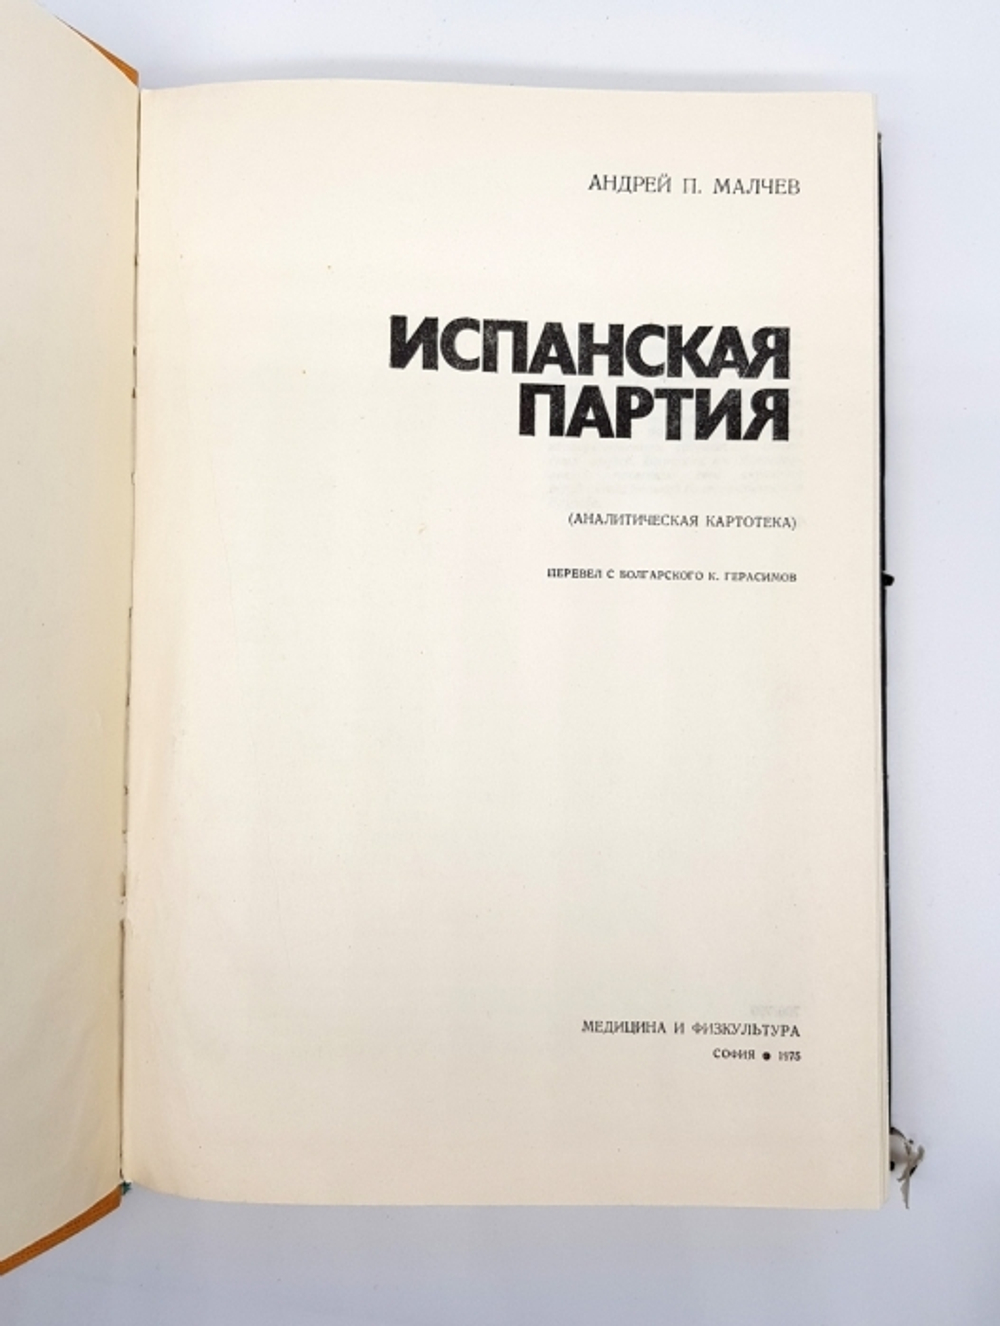 АНДРЕЙ П. МАЛЧЕВ
ИСПАНСКАЯ
ПАРТИЯ
(АНАЛИТИЧЕСКАЯ КАРТОТЕКА)
ПЕРЕВЕЛ С БОЛГАРСКОГО К. ГЕРАСИМОВ
МЕДИЦИНА И ФИЗКУЛЬТУРА
СОФИЯ ● 1975